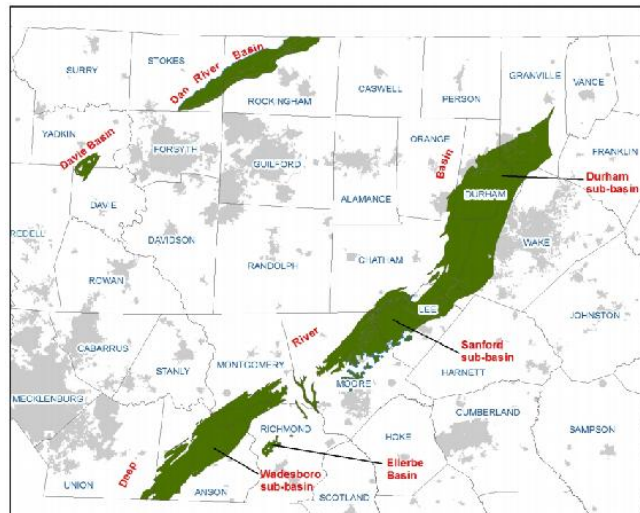 SURRY
STOKES
Dan River Basin
ROCKINGHAM
CASWELL
PERSON
GRANVILLE
VANCE
YADKIN
Davie Basin
FORSYTH
GUILFORD
ORANGE
Basin
FRANKLIN
DURHAM
Durham
sub-basin
DAVIE
ALAMANCE
REDELL
DAVIDSON
WAKE
RANDOLPH
CHATHAM
ROWAN
LEE
JOHNSTON
River
CABARRUS
STANLY
MONTGOMERY
Sanford
sub-basin
HARNETT
MOORE
MECKLENBURG
CUMBERLAND
RICHMOND
HOKE
SAMPSON
Deep
Ellerbe
Basin
Wadesboro
sub-basin
UNION
ANSON
SCOTLAND